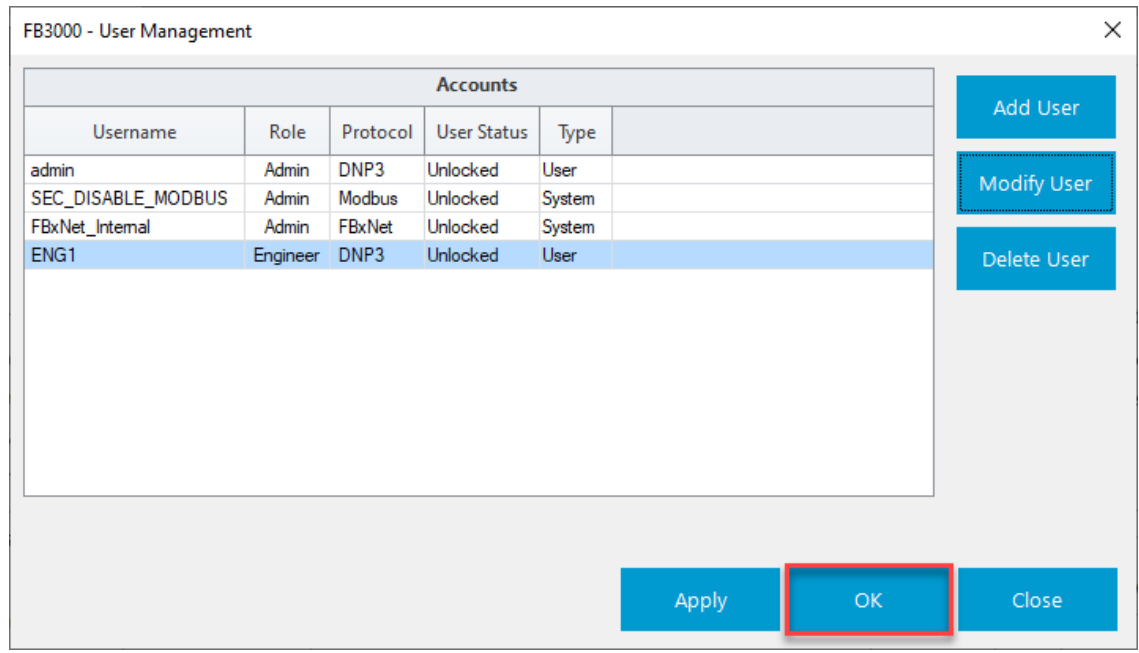 FB3000 - User Management
Accounts
Username Role Protocol User Status Type
admin Admin DNP3 Unlocked User
SEC_DISABLE_MODBUS Admin Modbus Unlocked System
FBxNet_Internal Admin FBxNet Unlocked System
ENG1 Engineer DNP3 Unlocked User
Add User
Modify User
Delete User
Apply OK Close